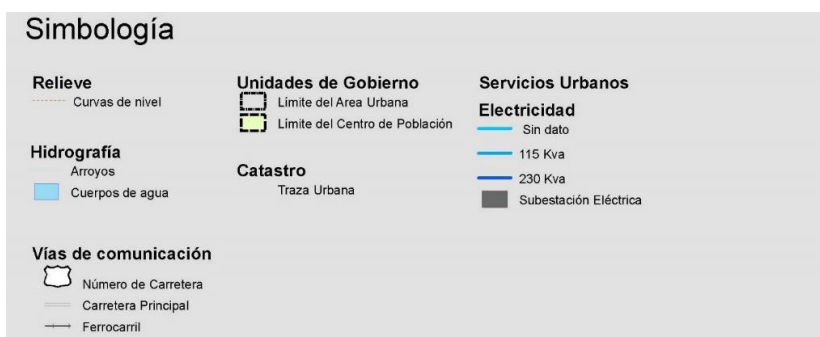 Simbología
Relieve
Curvas de nivel
Hidrografía
Arroyos
Cuerpos de agua
Vías de comunicación
Número de Carretera
Carretera Principal
Ferrocarril
Unidades de Gobierno
Límite del Area Urbana
Límite del Centro de Población
Catastro
Traza Urbana
Servicios Urbanos
Electricidad
Sin dato
115 Kva
230 Kva
Subestación Eléctrica